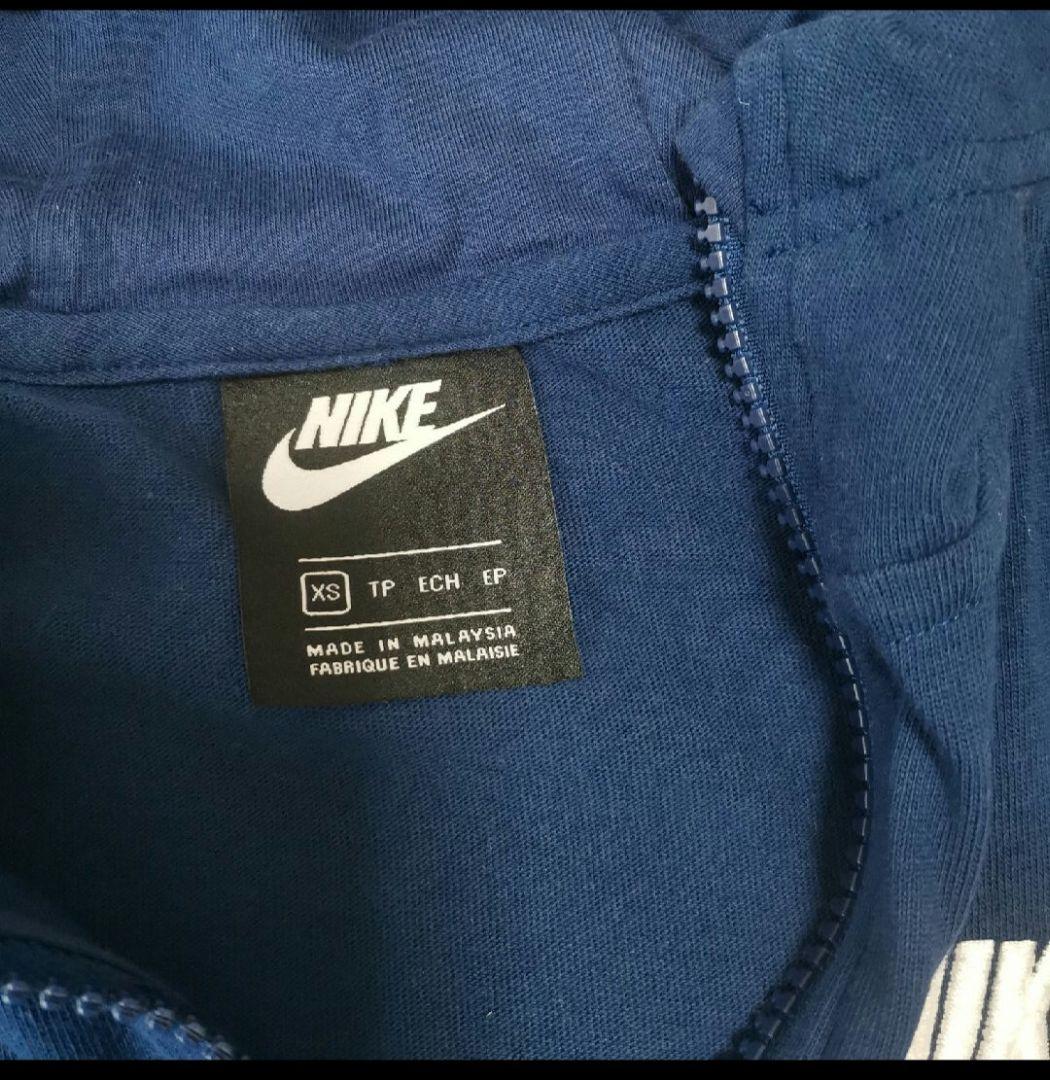 NIKE
XS TP ECH EP
MADE IN MALAYSIA
FABRIQUE EN MALAISIE